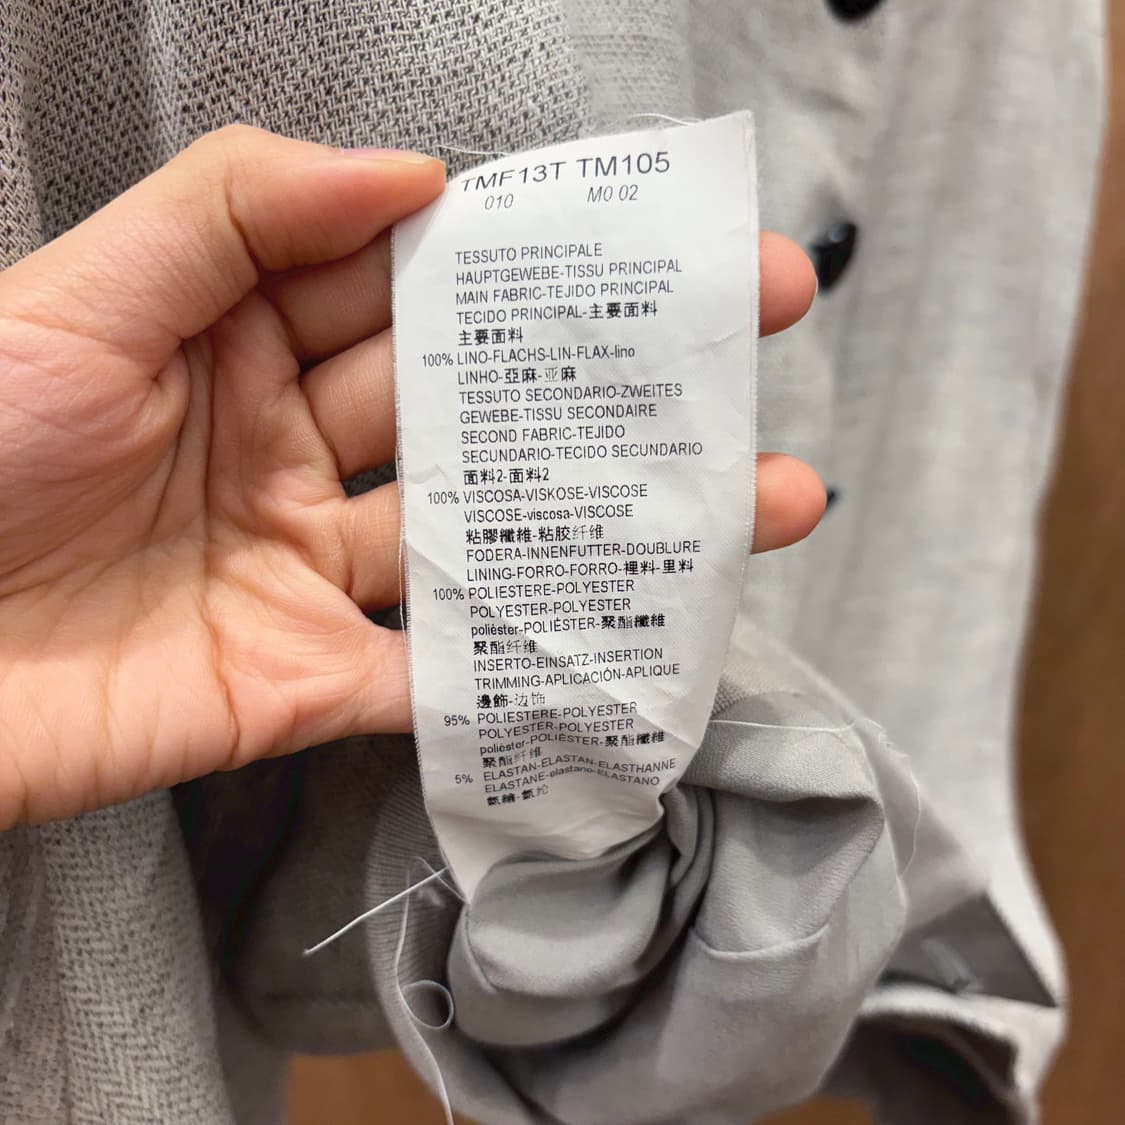 TMF13T TM105
010 M0 02
TESSUTO PRINCIPALE
HAUPTGEWEBE-TISSU PRINCIPAL
MAIN FABRIC-TEJIDO PRINCIPAL
TECIDO PRINCIPAL-主要面料
主要面料
100% LINO-FLACHS-LIN-FLAX-lino
LINHO-亞麻-亚麻
TESSUTO SECONDARIO-ZWEITES
GEWEBE-TISSU SECONDAIRE
SECOND FABRIC-TEJIDO
SECUNDARIO-TECIDO SECUNDARIO
面料2-面料2
100% VISCOSA-VISKOSE-VISCOSE
VISCOSE-viscosa-VISCOSE
粘膠纖維-粘胶纤维
FODERA-INNENFUTTER-DOUBLURE
LINING-FORRO-FORRO-裡料-里料
100% POLIESTERE-POLYESTER
POLYESTER-POLYESTER
poliéster-POLIÉSTER-聚酯纖維
聚酯纤维
INSERTO-EINSATZ-INSERTION
TRIMMING-APLICACIÓN-APLIQUE
邊飾-边饰
95% POLIESTERE-POLYESTER
POLYESTER-POLYESTER
poliéster-POLIÉSTER-聚酯纖維
聚酯纤维
5% ELASTAN-ELASTAN-ELASTHANNE
ELASTANE-elastano-ELASTANO
氨綸-氨纶